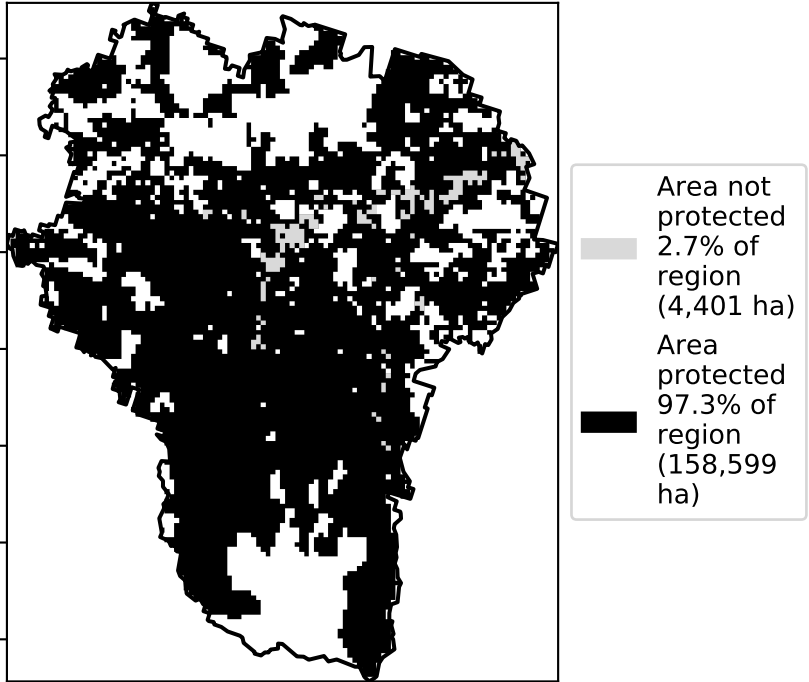 Area not
protected
2.7% of
region
(4,401 ha)
Area
protected
97.3% of
region
(158,599
ha)